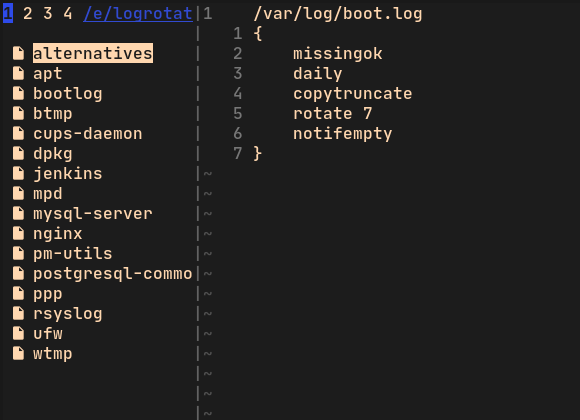 1 2 3 4 /e/logrotat|1 /var/log/boot.log
| 1 {
alternatives | 2 missingok
apt | 3 daily
bootlog | 4 copytruncate
btmp | 5 rotate 7
cups-daemon | 6 notifempty
dpkg | 7 }
jenkins |~
mpd |~
mysql-server |~
nginx |~
pm-utils |~
postgresql-commo|~
ppp |~
rsyslog |~
ufw |~
wtmp |~
|~
|~
|~